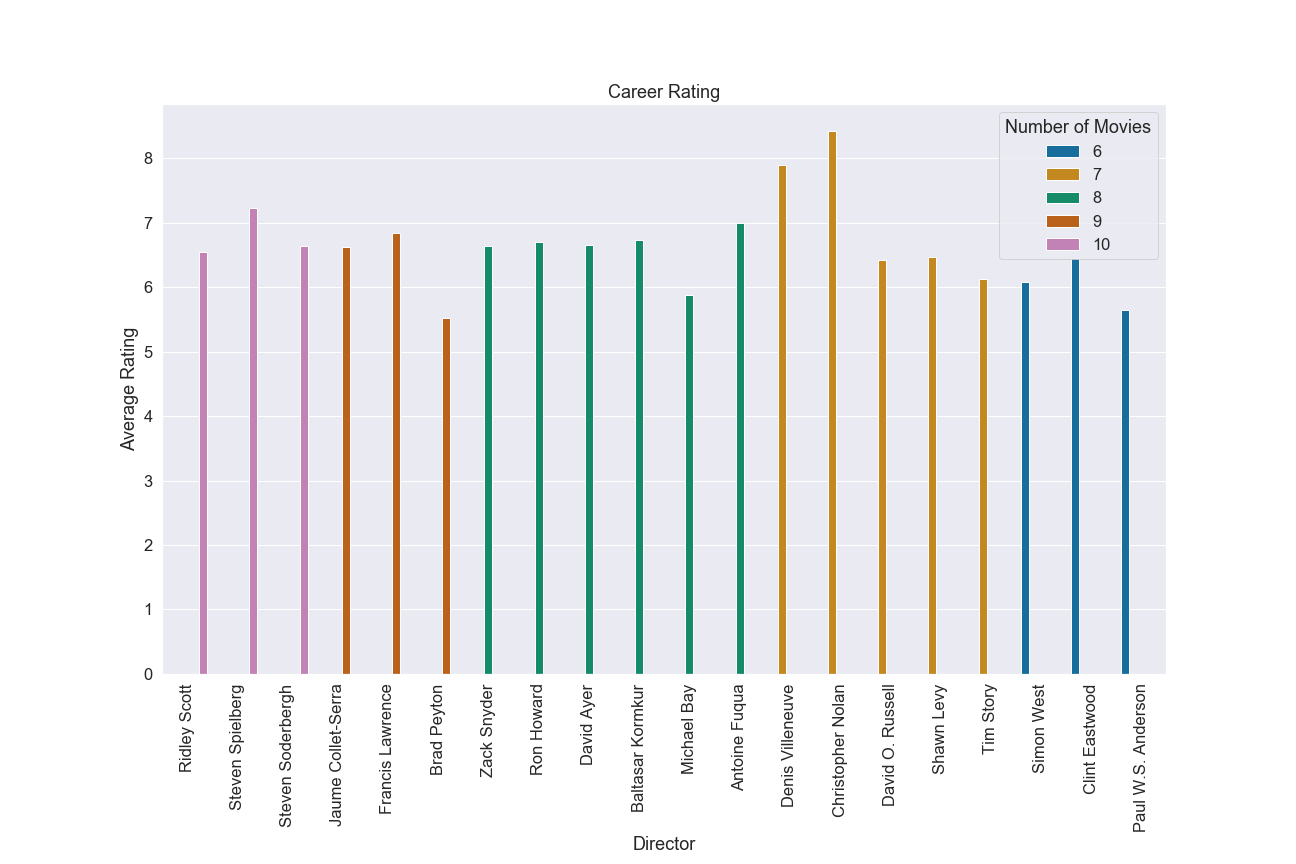 Career Rating
Number of Movies
6
7
8
9
10
8
7
6
5
4
3
2
1
0
Average Rating
Ridley Scott
Steven Spielberg
Steven Soderbergh
Jaume Collet-Serra
Francis Lawrence
Brad Peyton
Zack Snyder
Ron Howard
David Ayer
Baltasar Kormkur
Michael Bay
Antoine Fuqua
Denis Villeneuve
Christopher Nolan
David O. Russell
Shawn Levy
Tim Story
Simon West
Clint Eastwood
Paul W.S. Anderson
Director